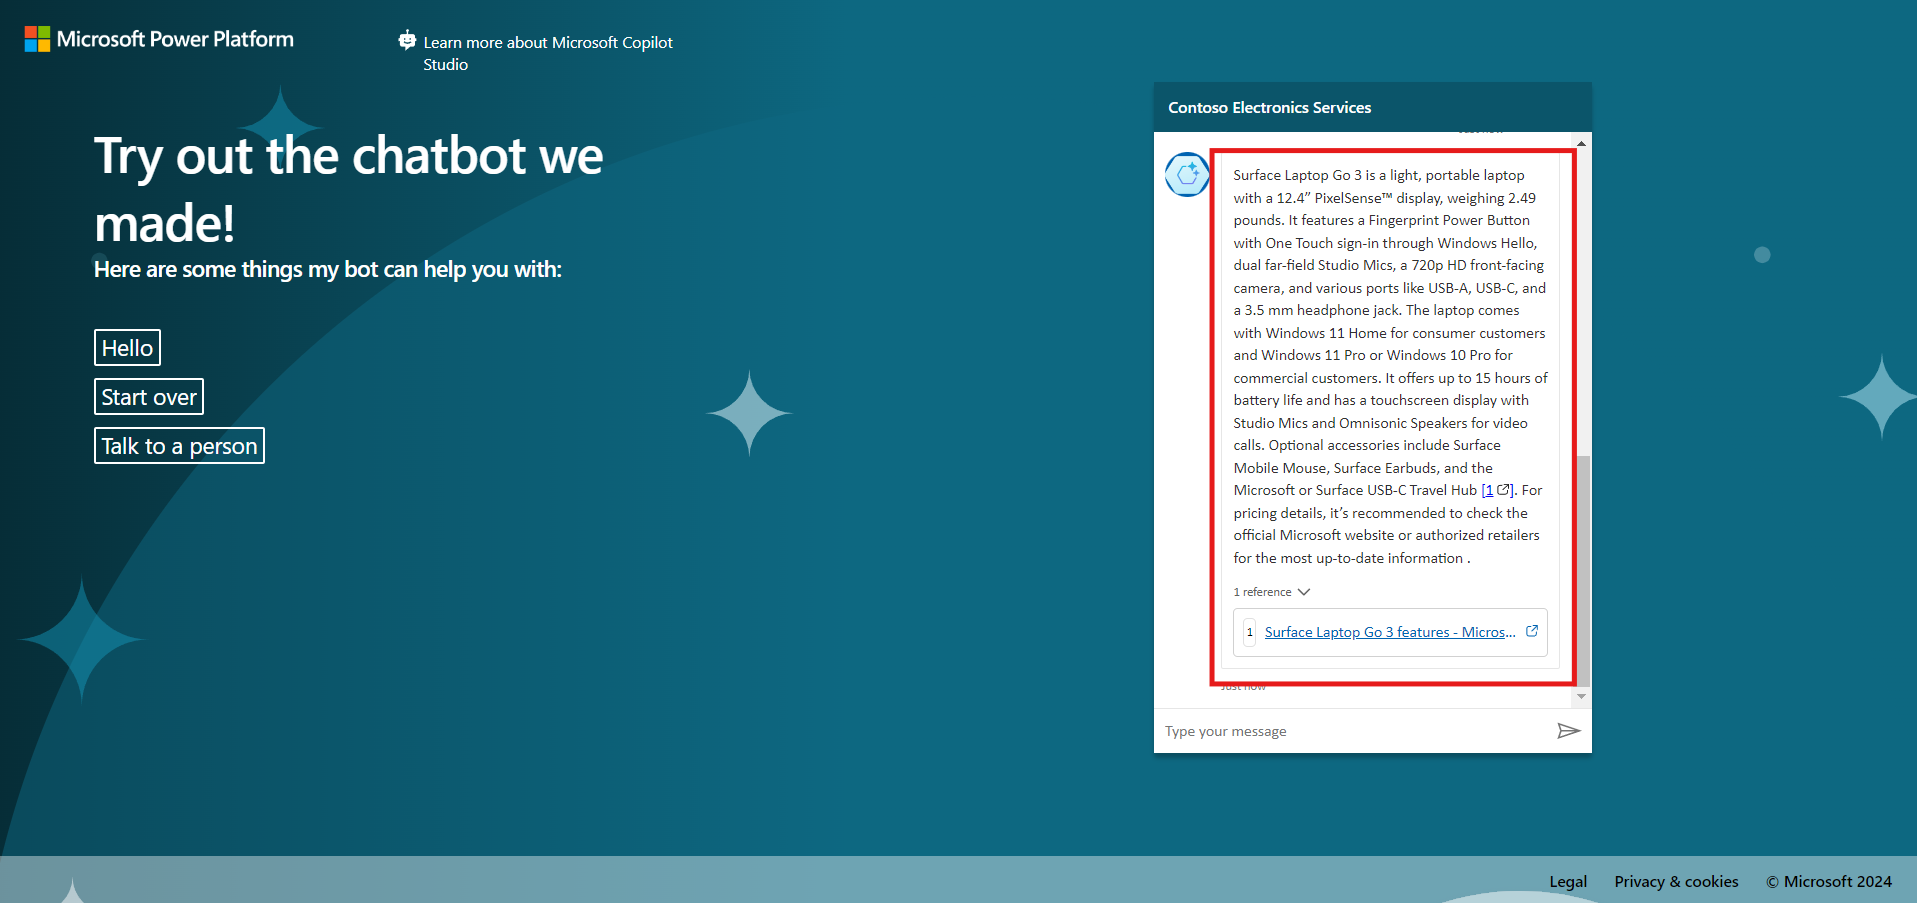 Microsoft Power Platform
Learn more about Microsoft Copilot
Studio
Try out the chatbot we
made!
Here are some things my bot can help you with:
Hello
Start over
Talk to a person
Contoso Electronics Services
Surface Laptop Go 3 is a light, portable laptop
with a 12.4” PixelSense™ display, weighing 2.49
pounds. It features a Fingerprint Power Button
with One Touch sign-in through Windows Hello,
dual far-field Studio Mics, a 720p HD front-facing
camera, and various ports like USB-A, USB-C, and
a 3.5 mm headphone jack. The laptop comes
with Windows 11 Home for consumer customers
and Windows 11 Pro or Windows 10 Pro for
commercial customers. It offers up to 15 hours of
battery life and has a touchscreen display with
Studio Mics and Omnisonic Speakers for video
calls. Optional accessories include Surface
Mobile Mouse, Surface Earbuds, and the
Microsoft or Surface USB-C Travel Hub [1]. For
pricing details, it’s recommended to check the
official Microsoft website or authorized retailers
for the most up-to-date information .
1 reference
1 Surface Laptop Go 3 features - Micros...
Just now
Type your message
Legal Privacy & cookies © Microsoft 2024